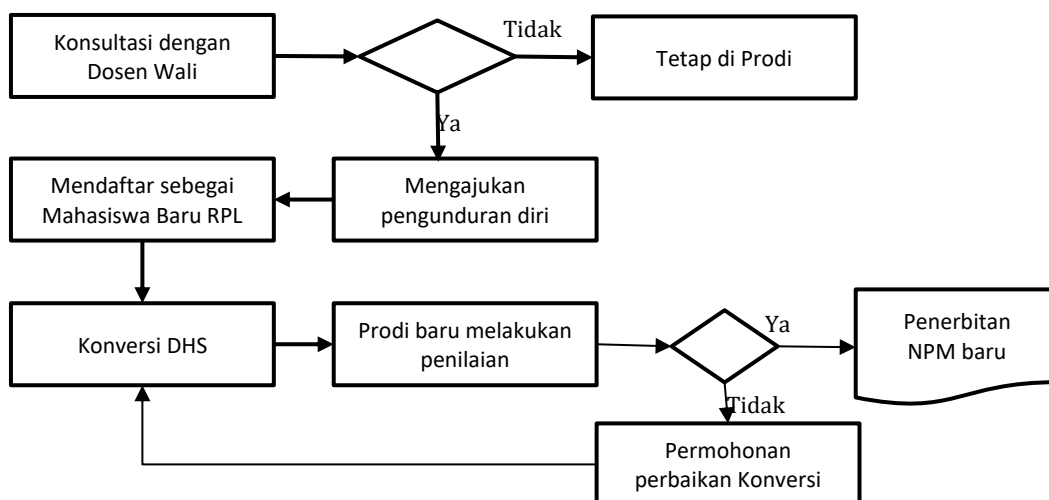 Konsultasi dengan
Dosen Wali
Tidak
Tetap di Prodi
Ya
Mendaftar sebegai
Mahasiswa Baru RPL
Mengajukan
pengunduran diri
Konversi DHS
Prodi baru melakukan
penilaian
Ya
Penerbitan
NPM baru
Tidak
Permohonan
perbaikan Konversi